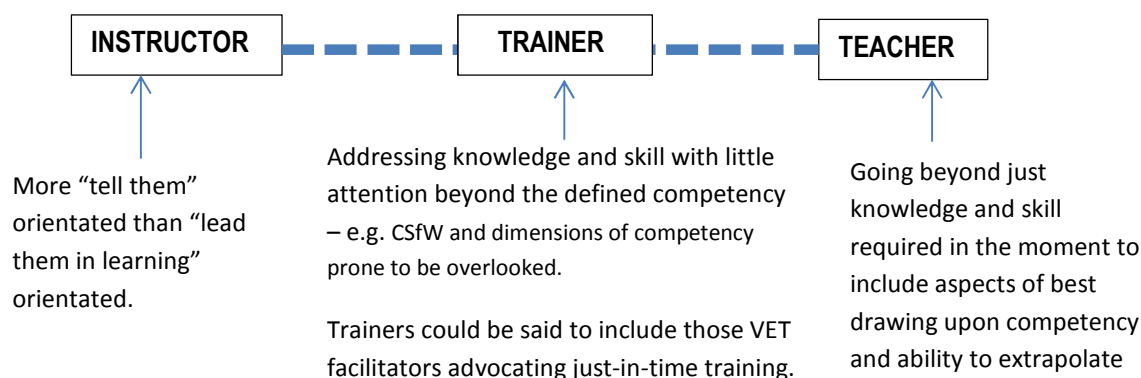 INSTRUCTOR
TRAINER
TEACHER
More “tell them”
orientated than “lead
them in learning”
orientated.
Addressing knowledge and skill with little
attention beyond the defined competency
– e.g. CSfW and dimensions of competency
prone to be overlooked.
Trainers could be said to include those VET
facilitators advocating just-in-time training.
Going beyond just
knowledge and skill
required in the moment to
include aspects of best
drawing upon competency
and ability to extrapolate